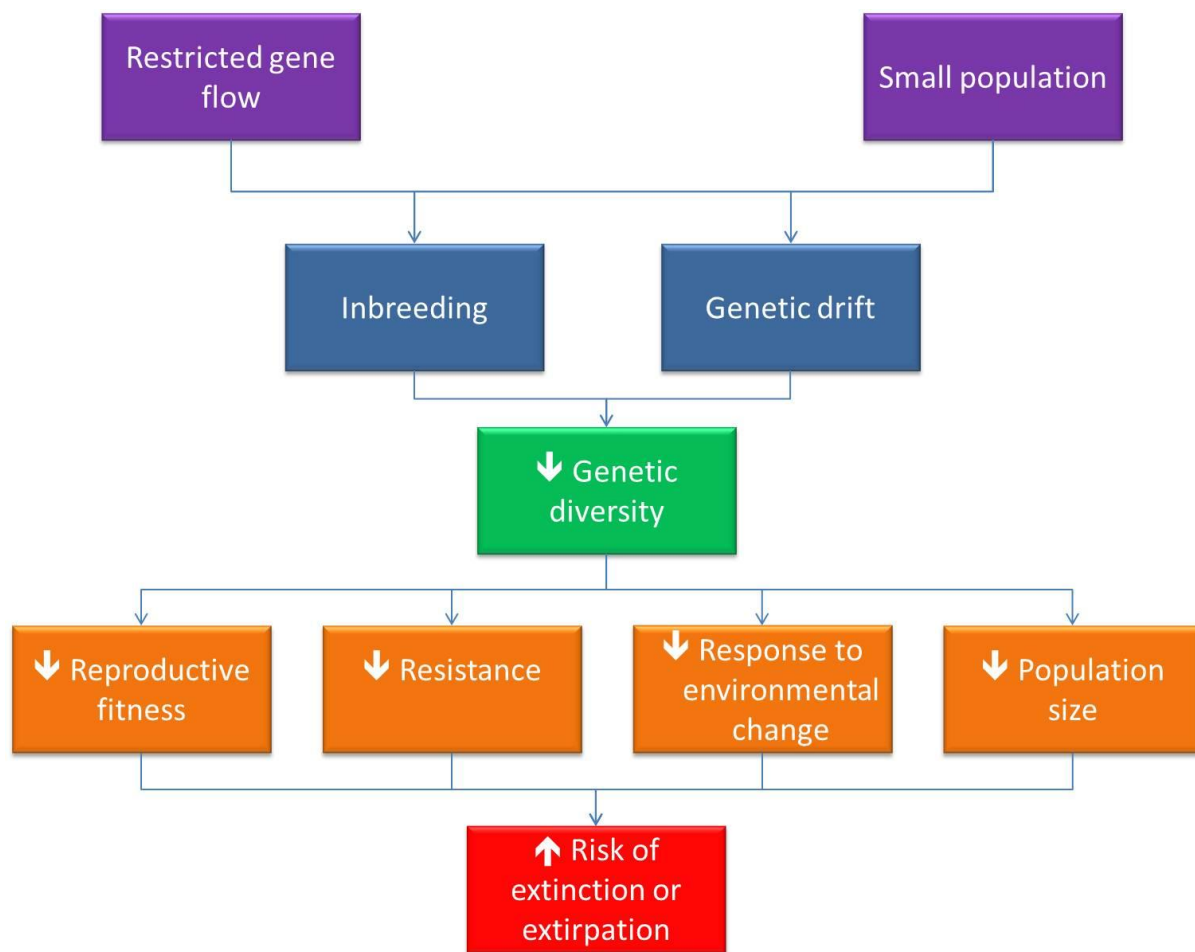 Restricted gene
flow
Small population
Inbreeding
Genetic drift
↓ Genetic
diversity
↓ Reproductive
fitness
↓ Resistance
↓ Response to
environmental
change
↓ Population
size
↑ Risk of
extinction or
extirpation